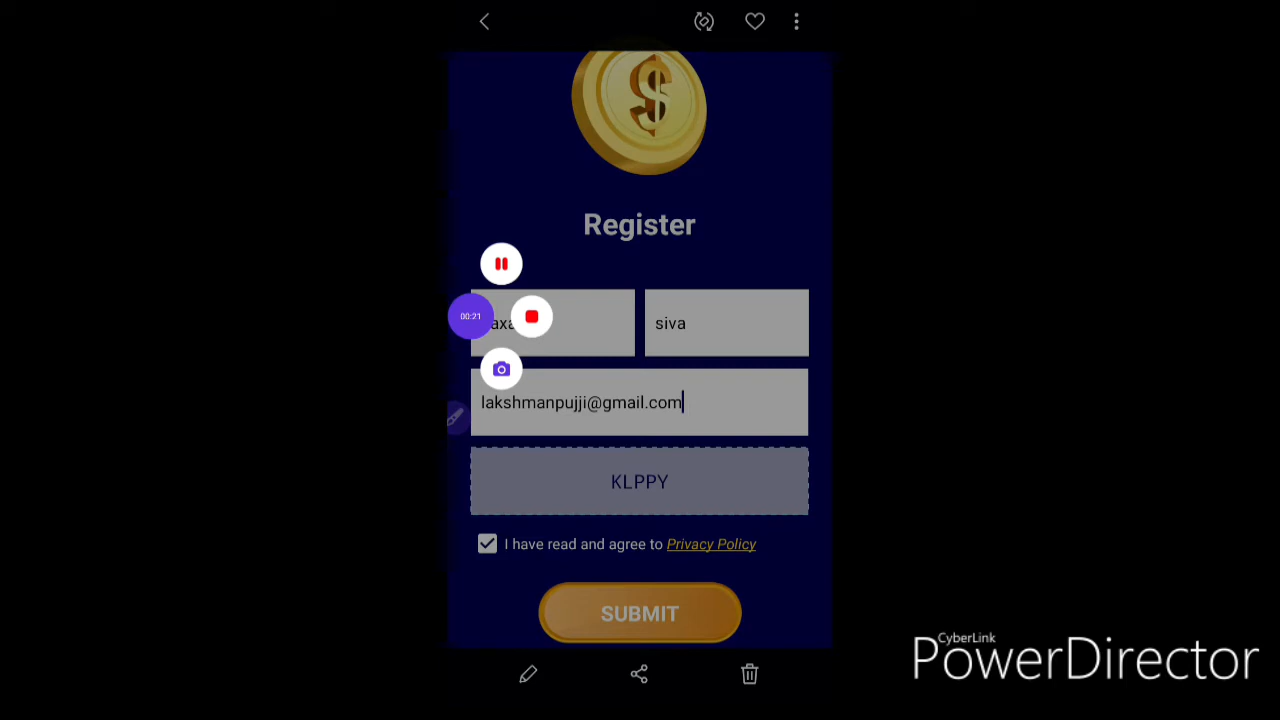 Register
00:21
siva
lakshmanpujji@gmail.com
KLPPY
I have read and agree to Privacy Policy
SUBMIT
CyberLink
PowerDirector